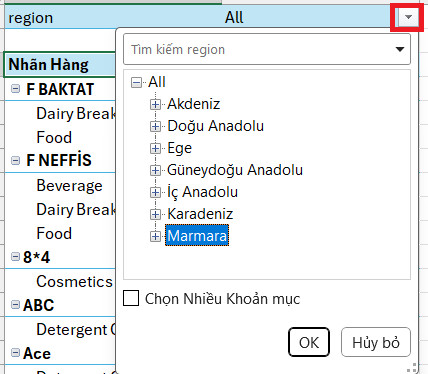 region All
Tìm kiếm region
Nhãn Hàng
All
F BAKTAT
Akdeniz
Dairy Break
Doğu Anadolu
Food
Ege
F NEFFİS
Güneydoğu Anadolu
Beverage
İç Anadolu
Dairy Break
Karadeniz
Food
Marmara
8*4
Cosmetics
Chọn Nhiều Khoản mục
ABC
Detergent
OK Hủy bỏ
Ace